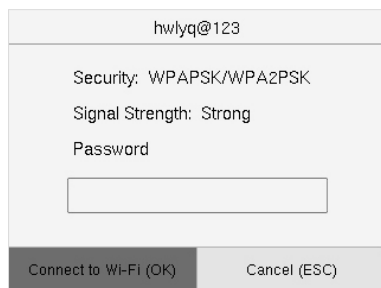 hwlyq@123
Security: WPAPSK/WPA2PSK
Signal Strength: Strong
Password
Connect to Wi-Fi (OK) Cancel (ESC)